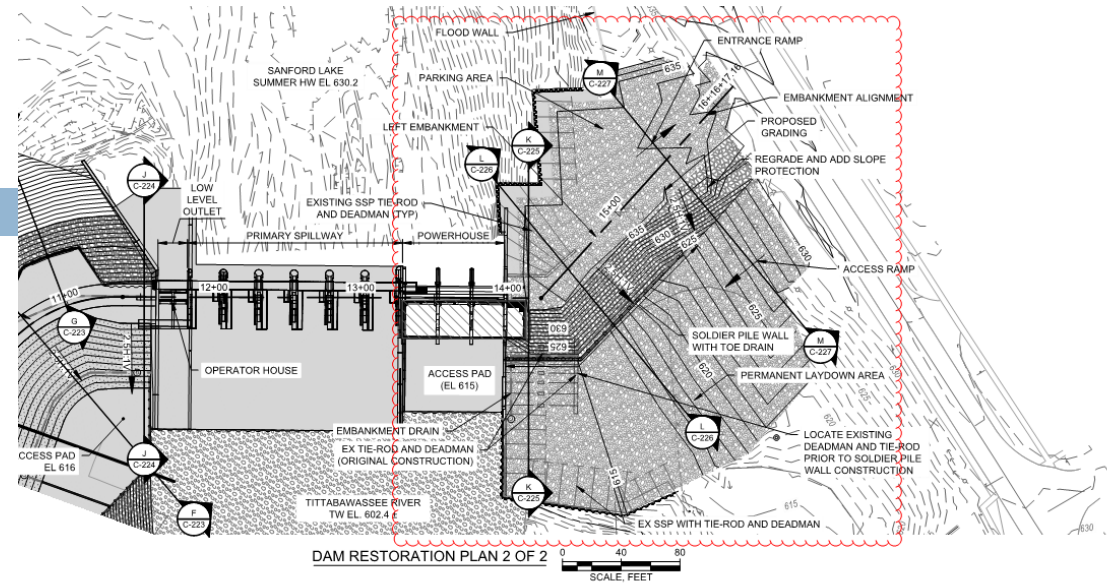 FLOOD WALL
SANFORD LAKE
SUMMER HW EL 630.2
PARKING AREA
M
C-227
635
ENTRANCE RAMP
EMBANKMENT ALIGNMENT
PROPOSED
GRADING
REGRADE AND ADD SLOPE
PROTECTION
LEFT EMBANKMENT
K
C-225
L
C-226
J
C-224
LOW
LEVEL
OUTLET
EXISTING SSP TIE-ROD
AND DEADMAN (TYP)
PRIMARY SPILLWAY
POWERHOUSE
15+00
635
630
625
630
ACCESS RAMP
11+00
12+00
13+00
14+00
G
C-223
OPERATOR HOUSE
630
625
625
SOLDIER PILE WALL
WITH TOE DRAIN
M
C-227
ACCESS PAD
(EL 615)
620
PERMANENT LAYDOWN AREA
625
620
EMBANKMENT DRAIN
EX TIE-ROD AND DEADMAN
(ORIGINAL CONSTRUCTION)
L
C-226
LOCATE EXISTING
DEADMAN AND TIE-ROD
PRIOR TO SOLDIER PILE
WALL CONSTRUCTION
CCESS PAD
EL 616
J
C-224
F
C-223
TITTABAWASSEE RIVER
TW EL. 602.4 ±
K
C-225
615
615
EX SSP WITH TIE-ROD AND DEADMAN
630
DAM RESTORATION PLAN 2 OF 2
0 40 80
SCALE, FEET